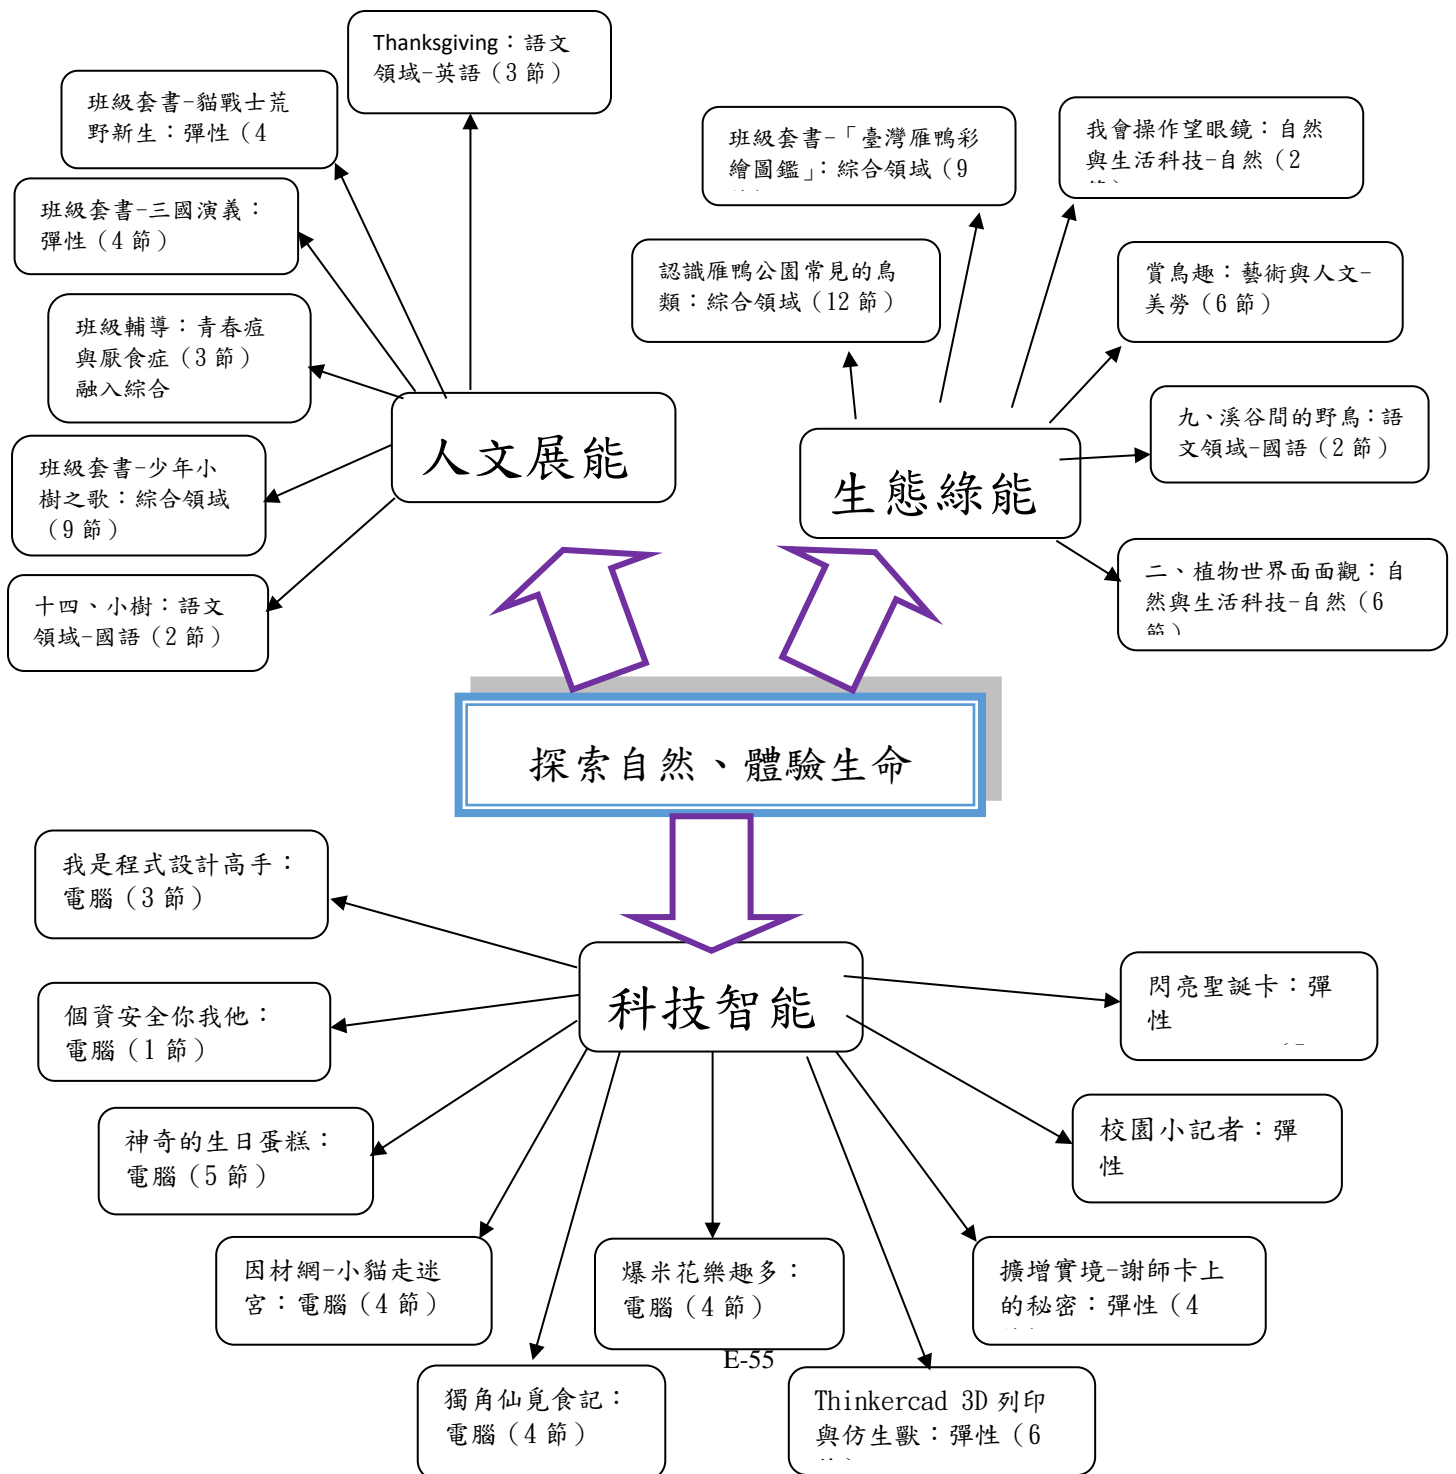 Thanksgiving：語文
領域-英語（3 節）
班級套書-貓戰士荒
野新生：彈性（4
班級套書-三國演義：
彈性（4 節）
班級輔導：青春痘
與厭食症（3 節）
融入綜合
班級套書-少年小
樹之歌：綜合領域
（9 節）
十四、小樹：語文
領域-國語（2 節）
人文展能
班級套書-「臺灣雁鴨彩
繪圖鑑」：綜合領域（9
我會操作望眼鏡：自然
與生活科技-自然（2
認識雁鴨公園常見的鳥
類：綜合領域（12 節）
賞鳥趣：藝術與人文-
美勞（6 節）
九、溪谷間的野鳥：語
文領域-國語（2 節）
二、植物世界面面觀：自
然與生活科技-自然（6
節）
生態綠能
探索自然、體驗生命
我是程式設計高手：
電腦（3 節）
個資安全你我他：
電腦（1 節）
神奇的生日蛋糕：
電腦（5 節）
因材網-小貓走迷
宮：電腦（4 節）
獨角仙覓食記：
電腦（4 節）
爆米花樂趣多：
電腦（4 節）
科技智能
閃亮聖誕卡：彈
性
校園小記者：彈
性
擴增實境-謝師卡上
的秘密：彈性（4
Thinkercad 3D 列印
與仿生獸：彈性（6
E-55